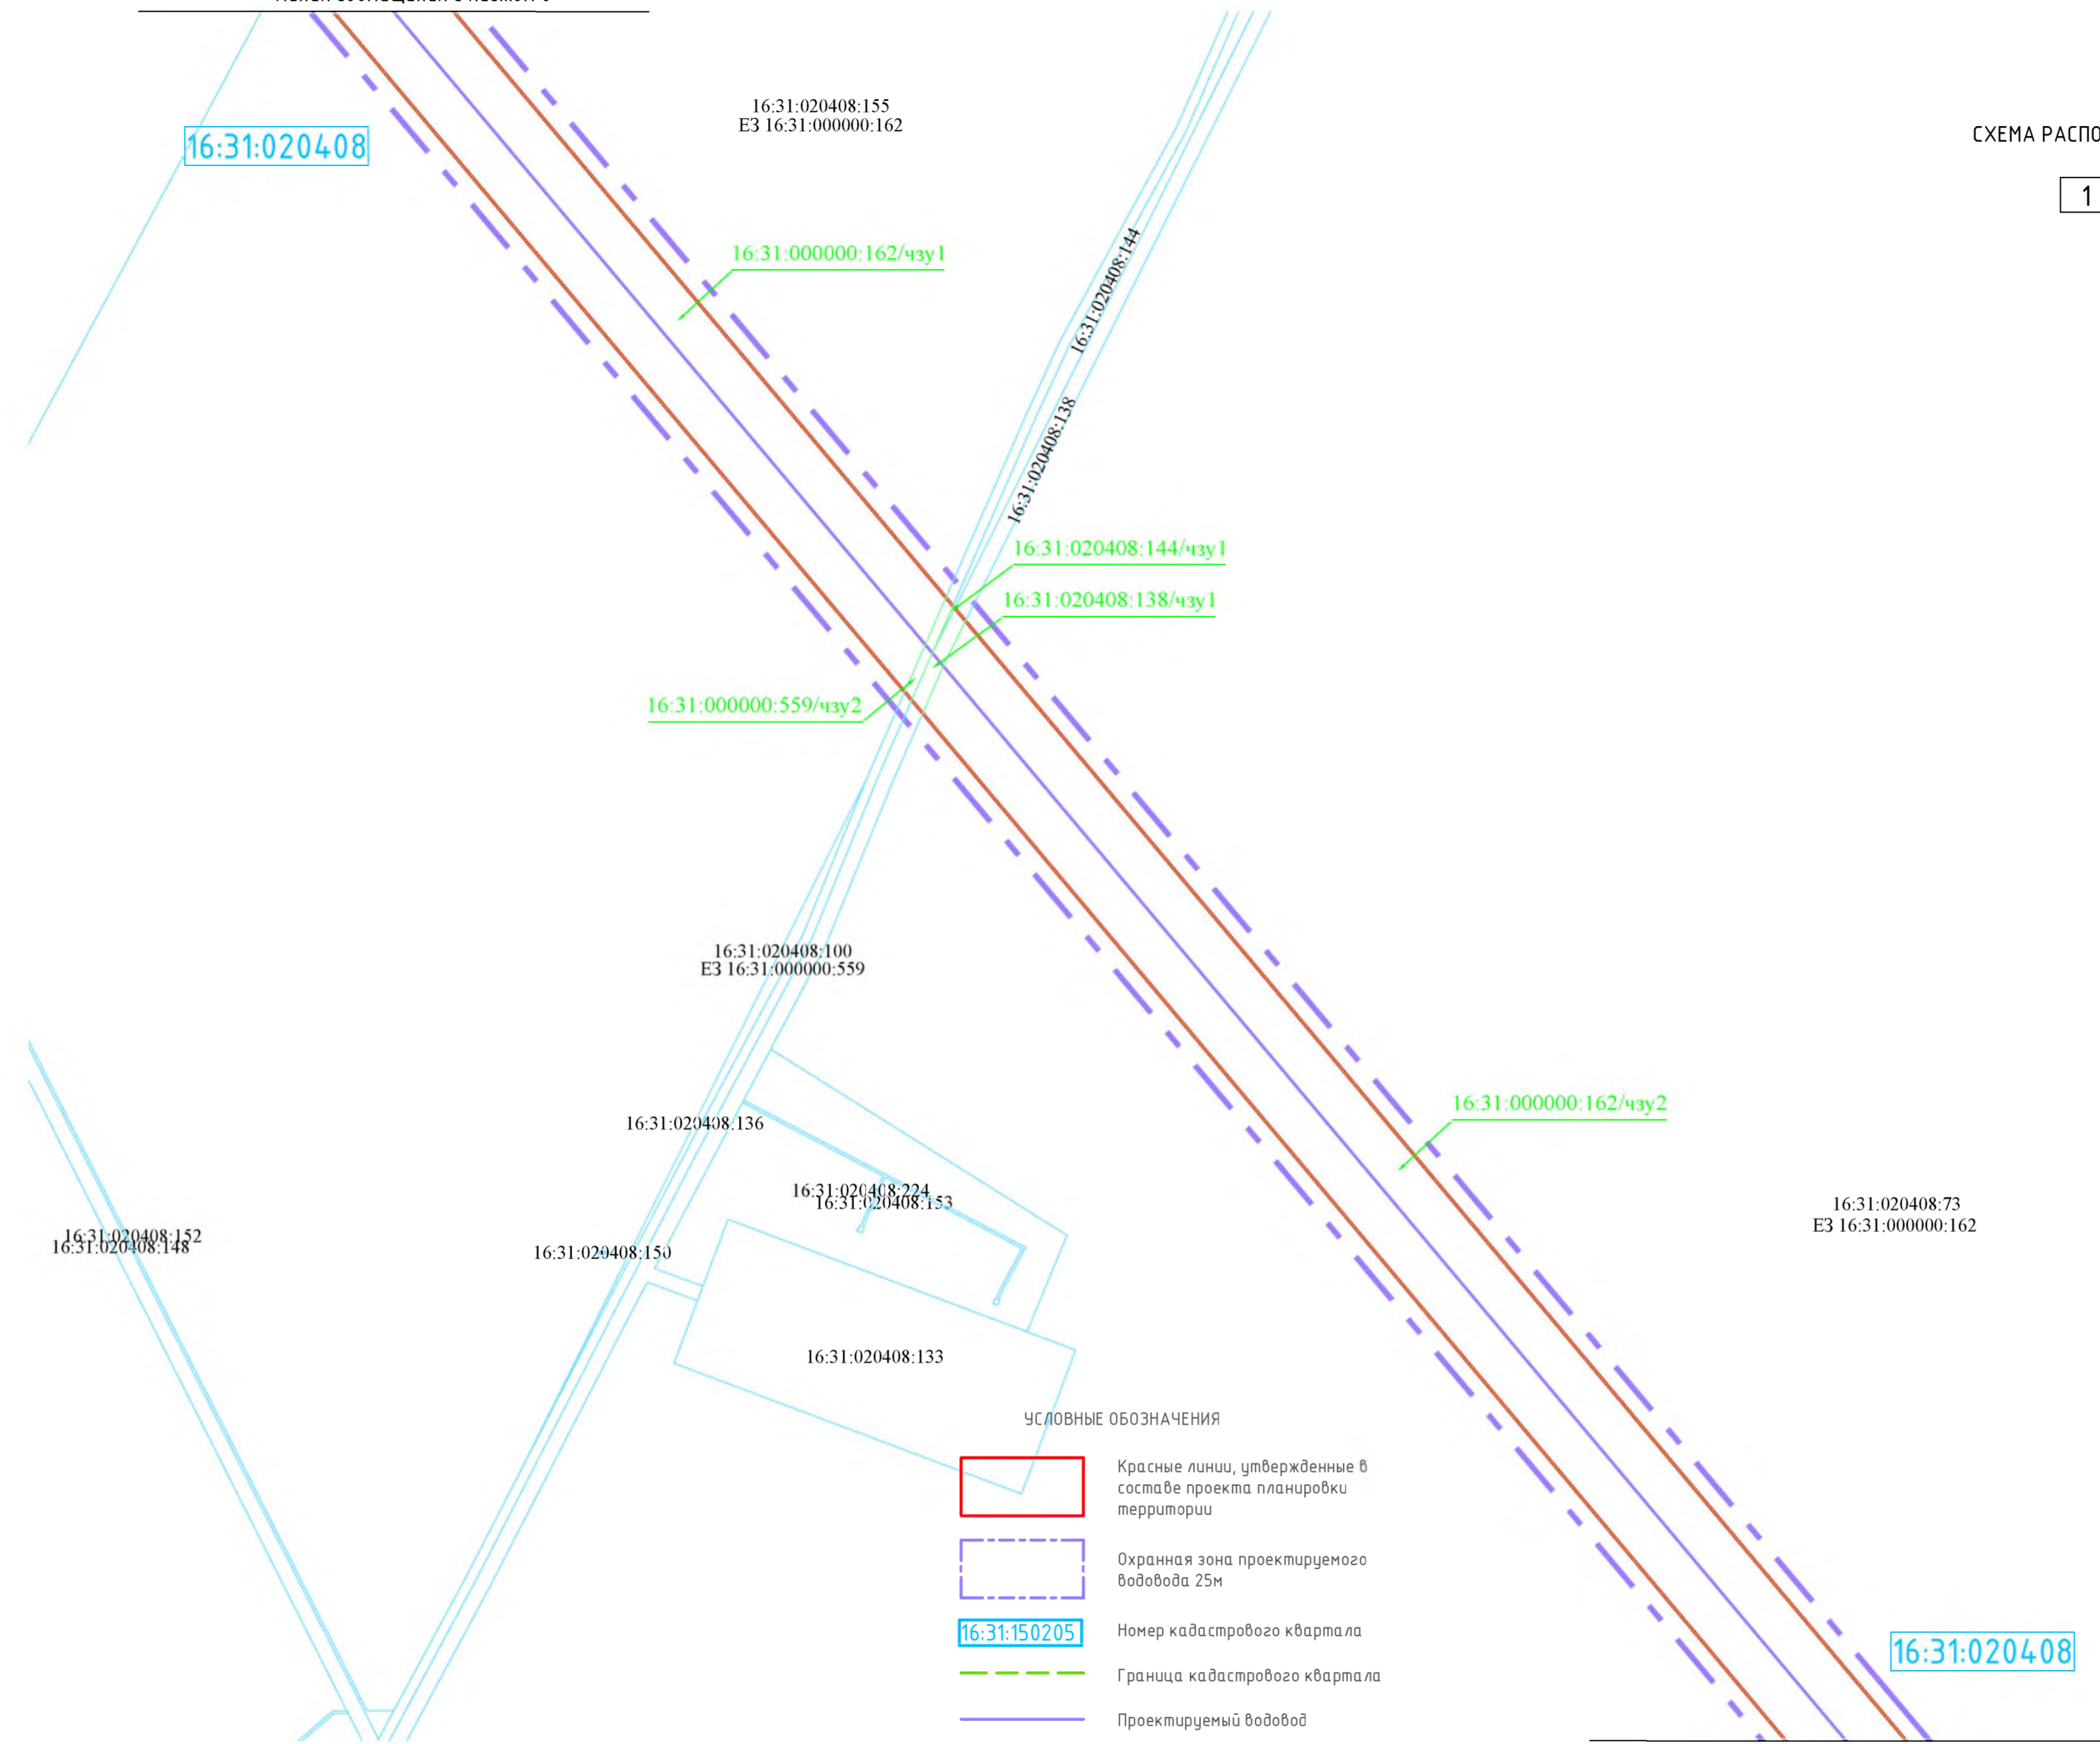 16:31:020408
16:31:020408:155
ЕЗ 16:31:000000:162
СХЕМА
1
16:31:000000:162/чзу1
16:31:020408:144
16:31:020408:138
16:31:020408:144/чзу1
16:31:020408:138/чзу1
16:31:000000:559/чзу2
16:31:020408:100
ЕЗ 16:31:000000:559
16:31:000000:162/чзу2
16:31:020408:136
16:31:020408:224
16:31:020408:153
16:31:020408:73
ЕЗ 16:31:000000:162
16:31:020408:152
16:31:020408:148
16:31:020408:150
16:31:020408:133
УСЛОВНЫЕ ОБОЗНАЧЕНИЯ
Красные линии, утвержденные в
составе проекта планировки
территории
Охранная зона проектируемого
водовода 25м
16:31:150205
Номер кадастрового квартала
Граница кадастрового квартала
Проектируемый водовод
16:31:020408